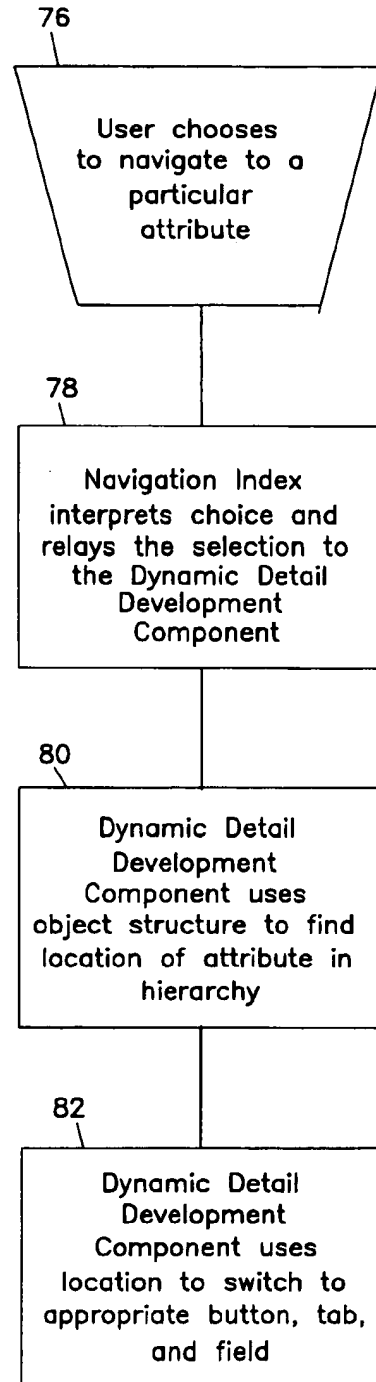 76
User chooses
to navigate to a
particular
attribute
78
Navigation Index
interprets choice and
relays the selection to
the Dynamic Detail
Development
Component
80
Dynamic Detail
Development
Component uses
object structure to find
location of attribute in
hierarchy
82
Dynamic Detail
Development
Component uses
location to switch to
appropriate button, tab,
and field